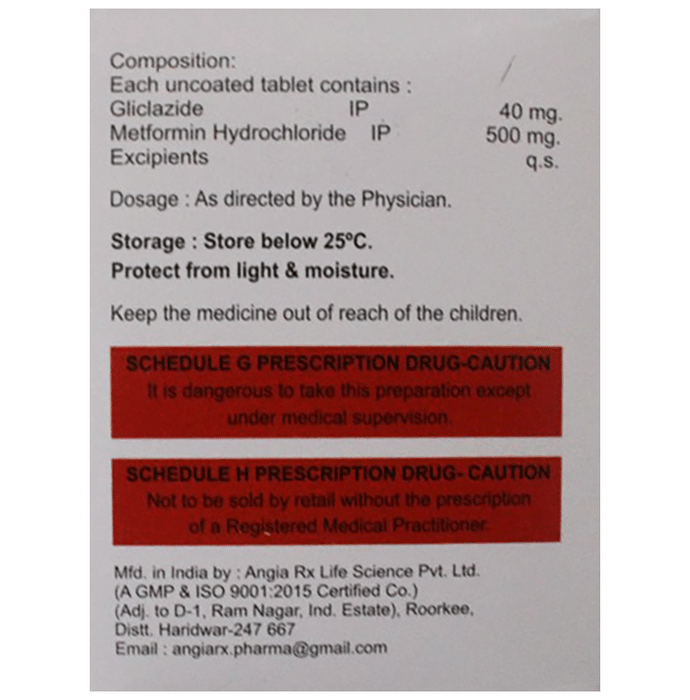 Composition:
Each uncoated tablet contains :
Gliclazide IP 40 mg.
Metformin Hydrochloride IP 500 mg.
Excipients q.s.
Dosage : As directed by the Physician.
Storage : Store below 25ºC.
Protect from light & moisture.
Keep the medicine out of reach of the children.
SCHEDULE G PRESCRIPTION DRUG-CAUTION
It is dangerous to take this preparation except
under medical supervision.
SCHEDULE H PRESCRIPTION DRUG- CAUTION
Not to be sold by retail without the prescription
of a Registered Medical Practitioner.
Mfd. in India by : Angia Rx Life Science Pvt. Ltd.
(A GMP & ISO 9001:2015 Certified Co.)
(Adj. to D-1, Ram Nagar, Ind. Estate), Roorkee,
Distt. Haridwar-247 667
Email : angiarx.pharma@gmail.com